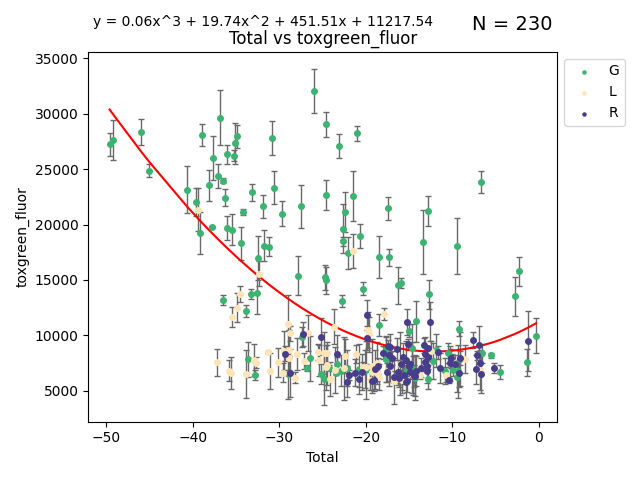 y = 0.06x^3 + 19.74x^2 + 451.51x + 11217.54
N = 230
Total vs toxgreen_fluor
35000
30000
25000
20000
15000
10000
5000
toxgreen_fluor
−50
−40
−30
−20
−10
0
Total
G
L
R